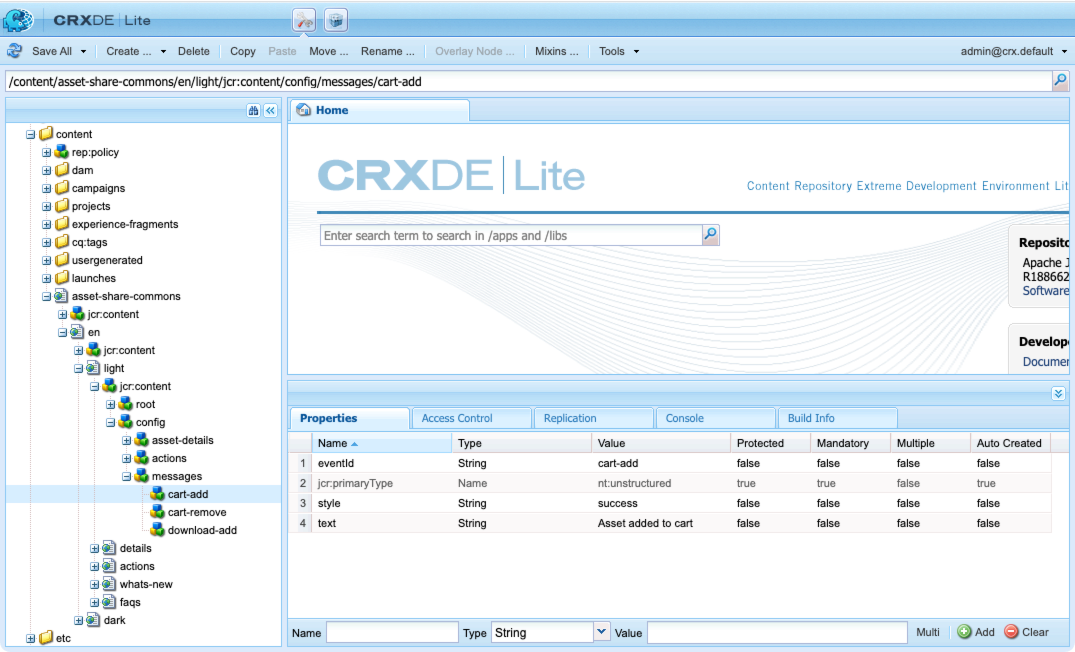 CRXDE Lite
Save All Create ... Delete Copy Paste Move ... Rename ... Overlay Node ... Mixins ... Tools admin@crx.default
/content/asset-share-commons/en/light/jcr:content/config/messages/cart-add
content
rep:policy
dam
campaigns
projects
experience-fragments
cq:tags
usergenerated
launches
asset-share-commons
jcr:content
en
jcr:content
light
jcr:content
root
config
asset-details
actions
messages
cart-add
cart-remove
download-add
details
actions
whats-new
faqs
dark
etc
Home
CRXDE Lite
Content Repository Extreme Development Environment Lit
Enter search term to search in /apps and /libs
Reposito
Apache J
R188662
Software
Develop
Documen
Properties Access Control Replication Console Build Info
Name Type Value Protected Mandatory Multiple Auto Created
1 eventId String cart-add false false false false
2 jcr:primaryType Name nt:unstructured true true false true
3 style String success false false false false
4 text String Asset added to cart false false false false
Name Type String Value Multi Add Clear